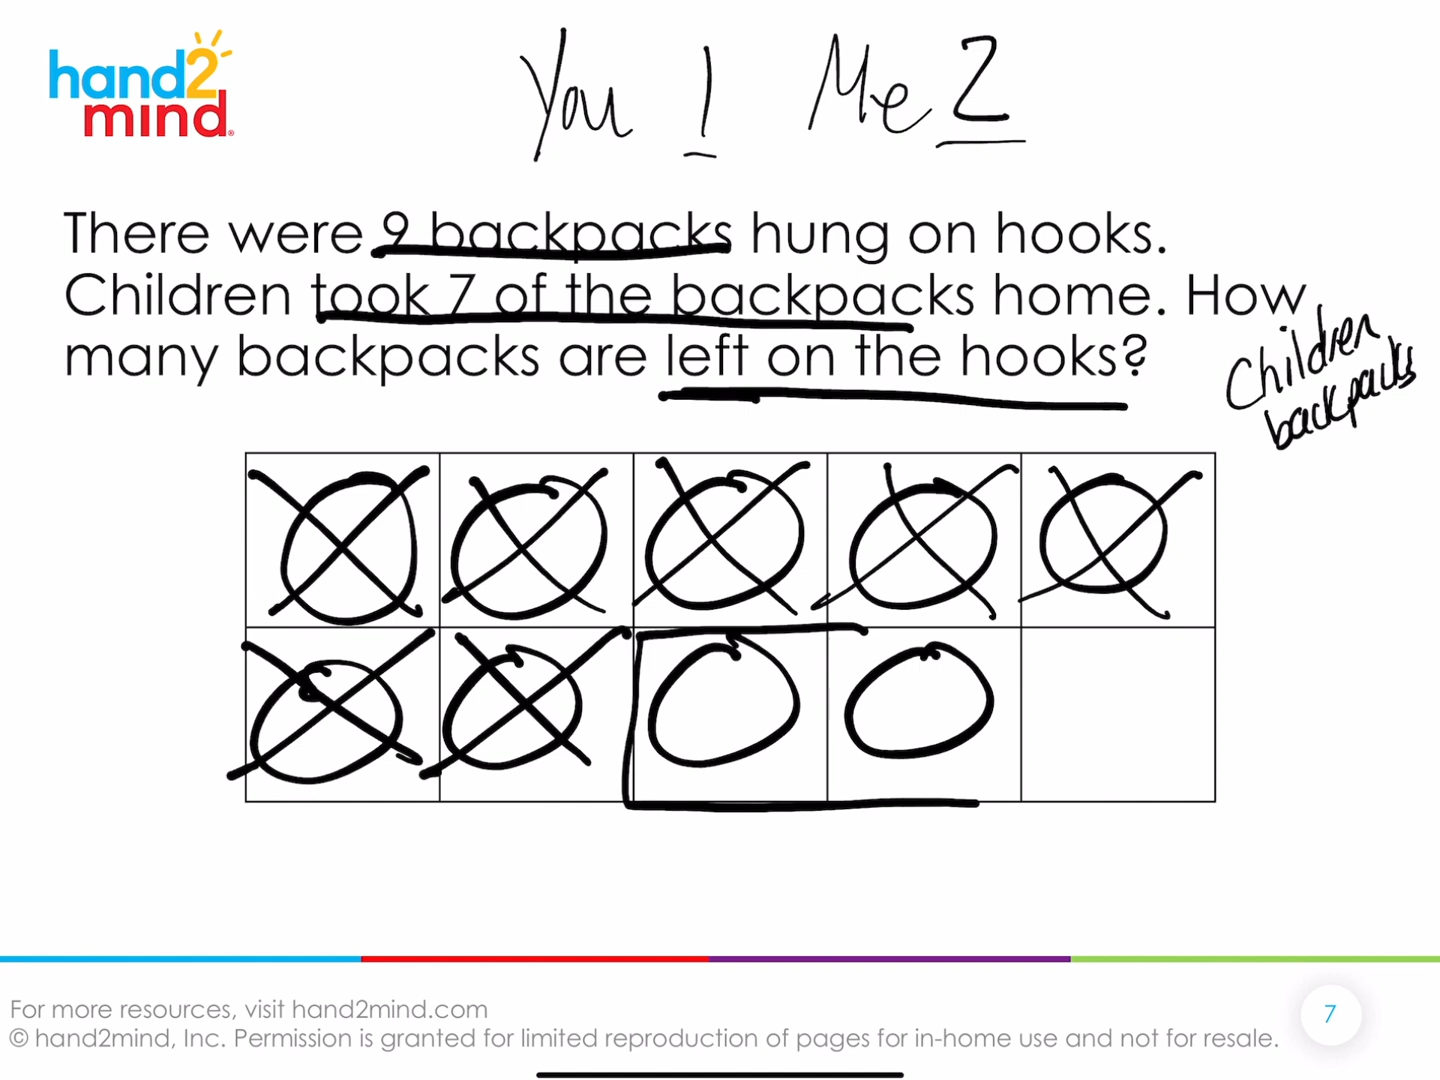 hand2
mind®
You 1 Me 2
There were 9 backpacks hung on hooks.
Children took 7 of the backpacks home. How
many backpacks are left on the hooks?
Children
backpacks
For more resources, visit hand2mind.com
© hand2mind, Inc. Permission is granted for limited reproduction of pages for in-home use and not for resale.
7